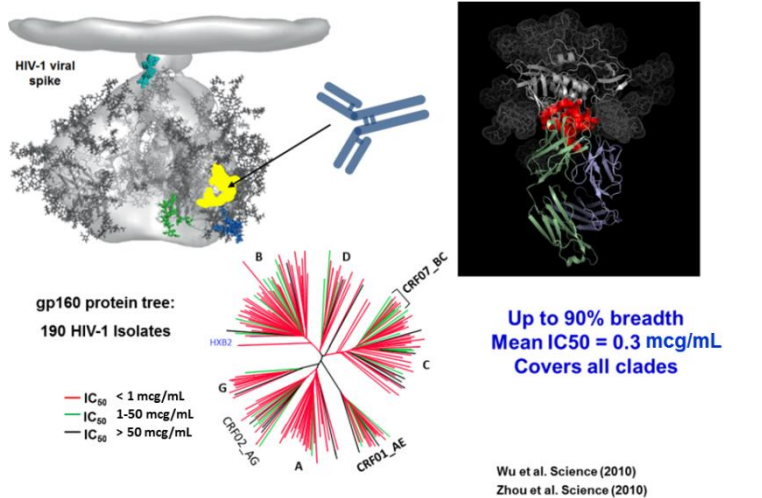 HIV-1 viral
spike
gp160 protein tree:
190 HIV-1 Isolates
B
D
CRF07_BC
HXB2
C
G
CRF02_AG
A
CRF01_AE
IC50 < 1 mcg/mL
IC50 1-50 mcg/mL
IC50 > 50 mcg/mL
Up to 90% breadth
Mean IC50 = 0.3 mcg/mL
Covers all clades
Wu et al. Science (2010)
Zhou et al. Science (2010)